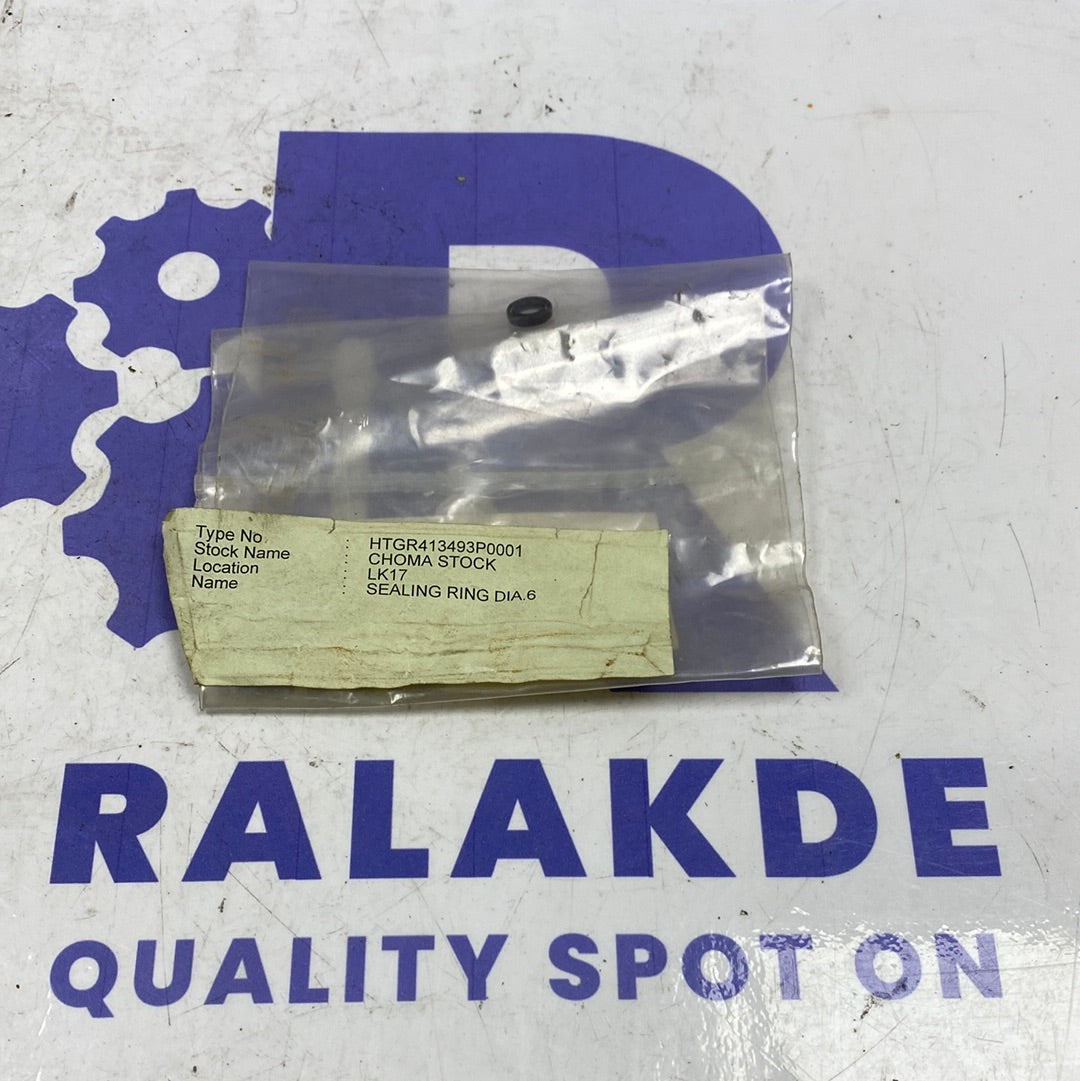 Type No : HTGR413493P0001
Stock Name : CHOMA STOCK
Location : LK17
Name : SEALING RING DIA.6
RALAKDE
QUALITY SPOT ON